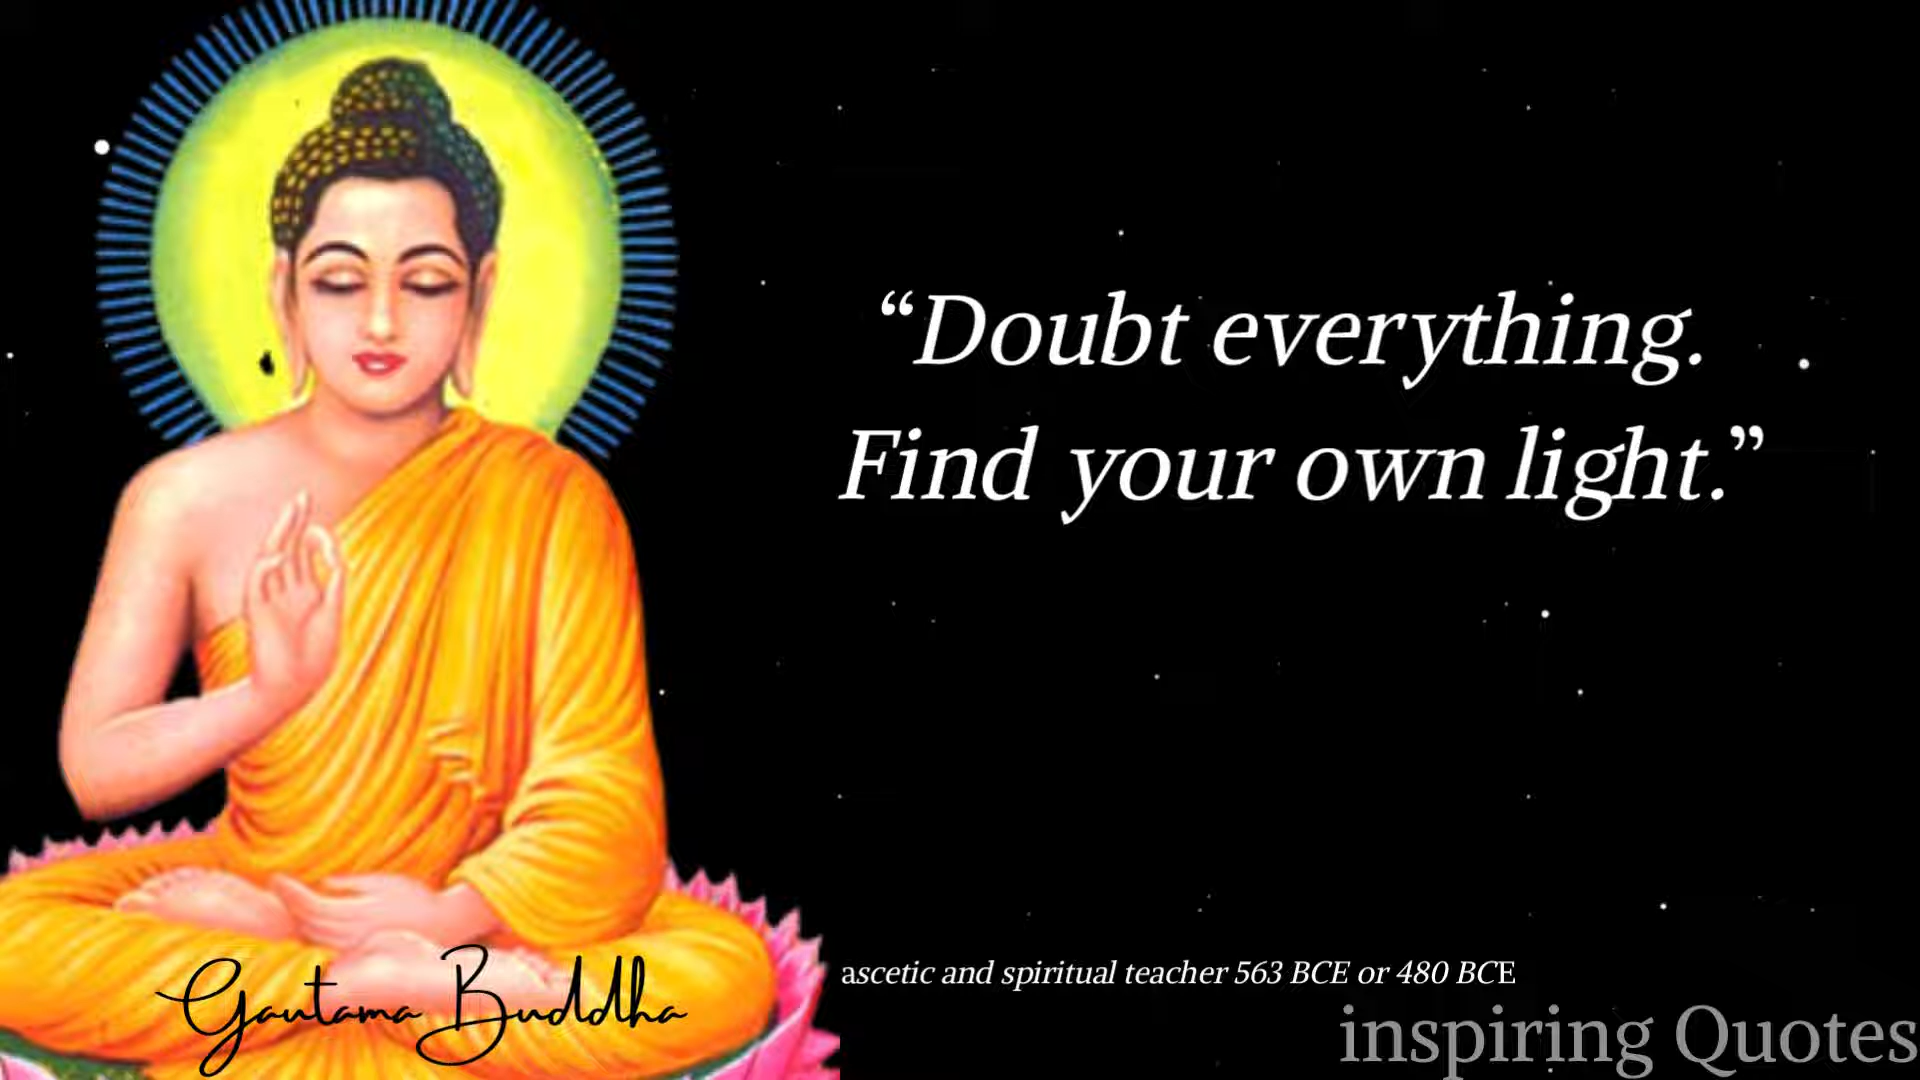 “Doubt everything.
Find your own light.”
ascetic and spiritual teacher 563 BCE or 480 BCE
Gautama Buddha
inspiring Quotes